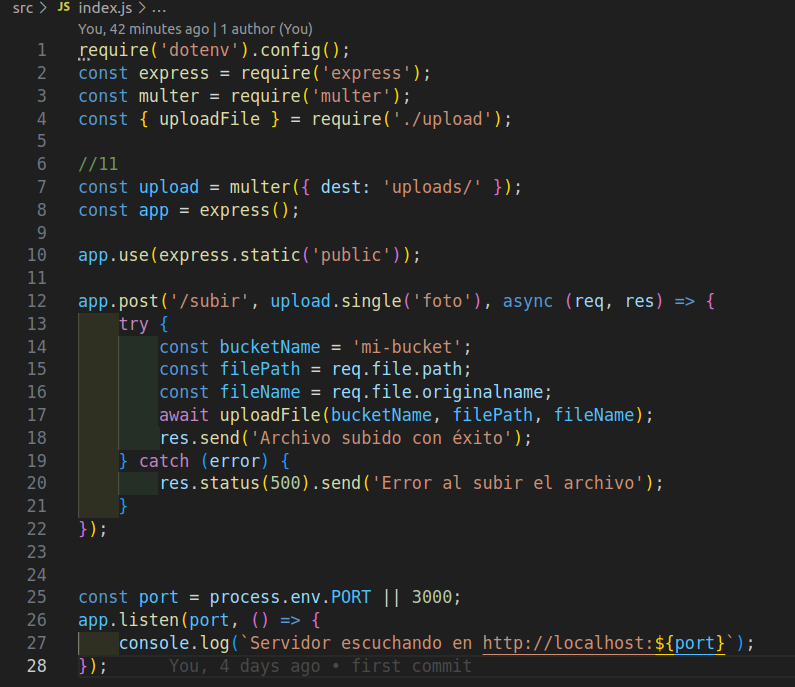 src > JS index.js > ...
You, 42 minutes ago | 1 author (You)
1 require('dotenv').config();
2 const express = require('express');
3 const multer = require('multer');
4 const { uploadFile } = require('./upload');
5
6 //11
7 const upload = multer({ dest: 'uploads/' });
8 const app = express();
9
10 app.use(express.static('public'));
11
12 app.post('/subir', upload.single('foto'), async (req, res) => {
13     try {
14         const bucketName = 'mi-bucket';
15         const filePath = req.file.path;
16         const fileName = req.file.originalname;
17         await uploadFile(bucketName, filePath, fileName);
18         res.send('Archivo subido con éxito');
19     } catch (error) {
20         res.status(500).send('Error al subir el archivo');
21     }
22 });
23
24
25 const port = process.env.PORT || 3000;
26 app.listen(port, () => {
27     console.log(`Servidor escuchando en http://localhost:${port}`);
28 });      You, 4 days ago • first commit